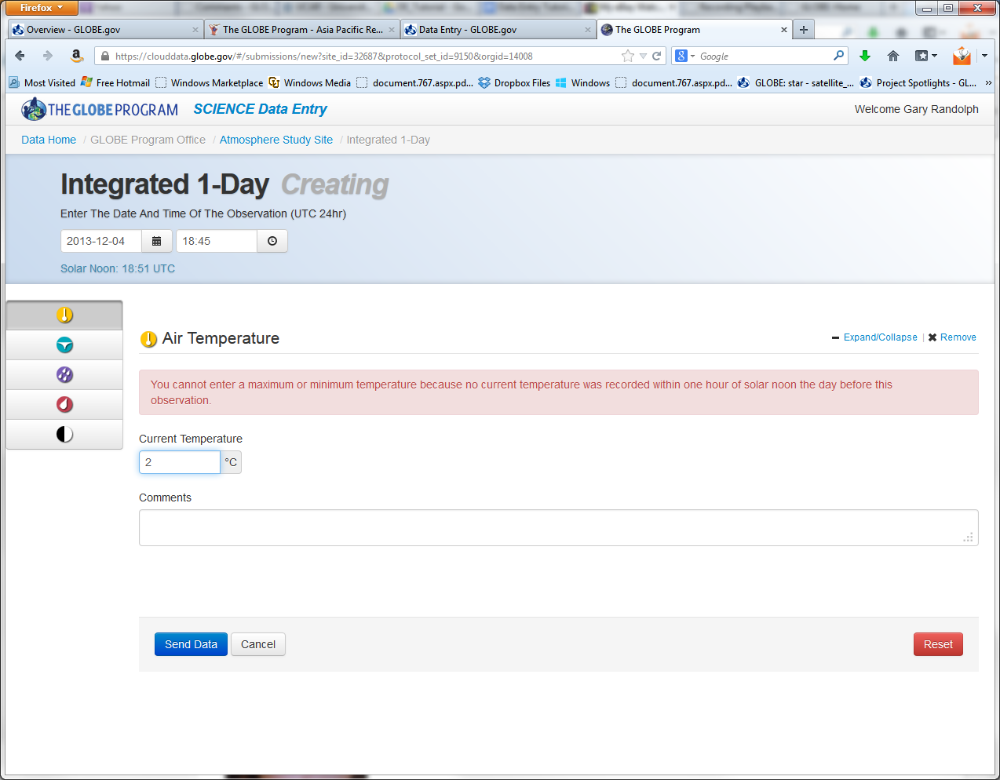 Firefox
Overview - GLOBE.gov
The GLOBE Program - Asia Pacific Re...
Data Entry - GLOBE.gov
The GLOBE Program
https://clouddata.globe.gov/#/submissions/new?site_id=32687&protocol_set_id=9150&orgid=14008
Google
Most Visited Free Hotmail Windows Marketplace Windows Media document.767.aspx.pd... Dropbox Files Windows document.767.aspx.pd... GLOBE: star - satellite_... Project Spotlights - GL... »
THE GLOBE PROGRAM SCIENCE Data Entry
Welcome Gary Randolph
Data Home / GLOBE Program Office / Atmosphere Study Site / Integrated 1-Day
Integrated 1-Day Creating
Enter The Date And Time Of The Observation (UTC 24hr)
2013-12-04 18:45
Solar Noon: 18:51 UTC
Air Temperature
Expand/Collapse | Remove
You cannot enter a maximum or minimum temperature because no current temperature was recorded within one hour of solar noon the day before this
observation.
Current Temperature
2 °C
Comments
Send Data Cancel Reset